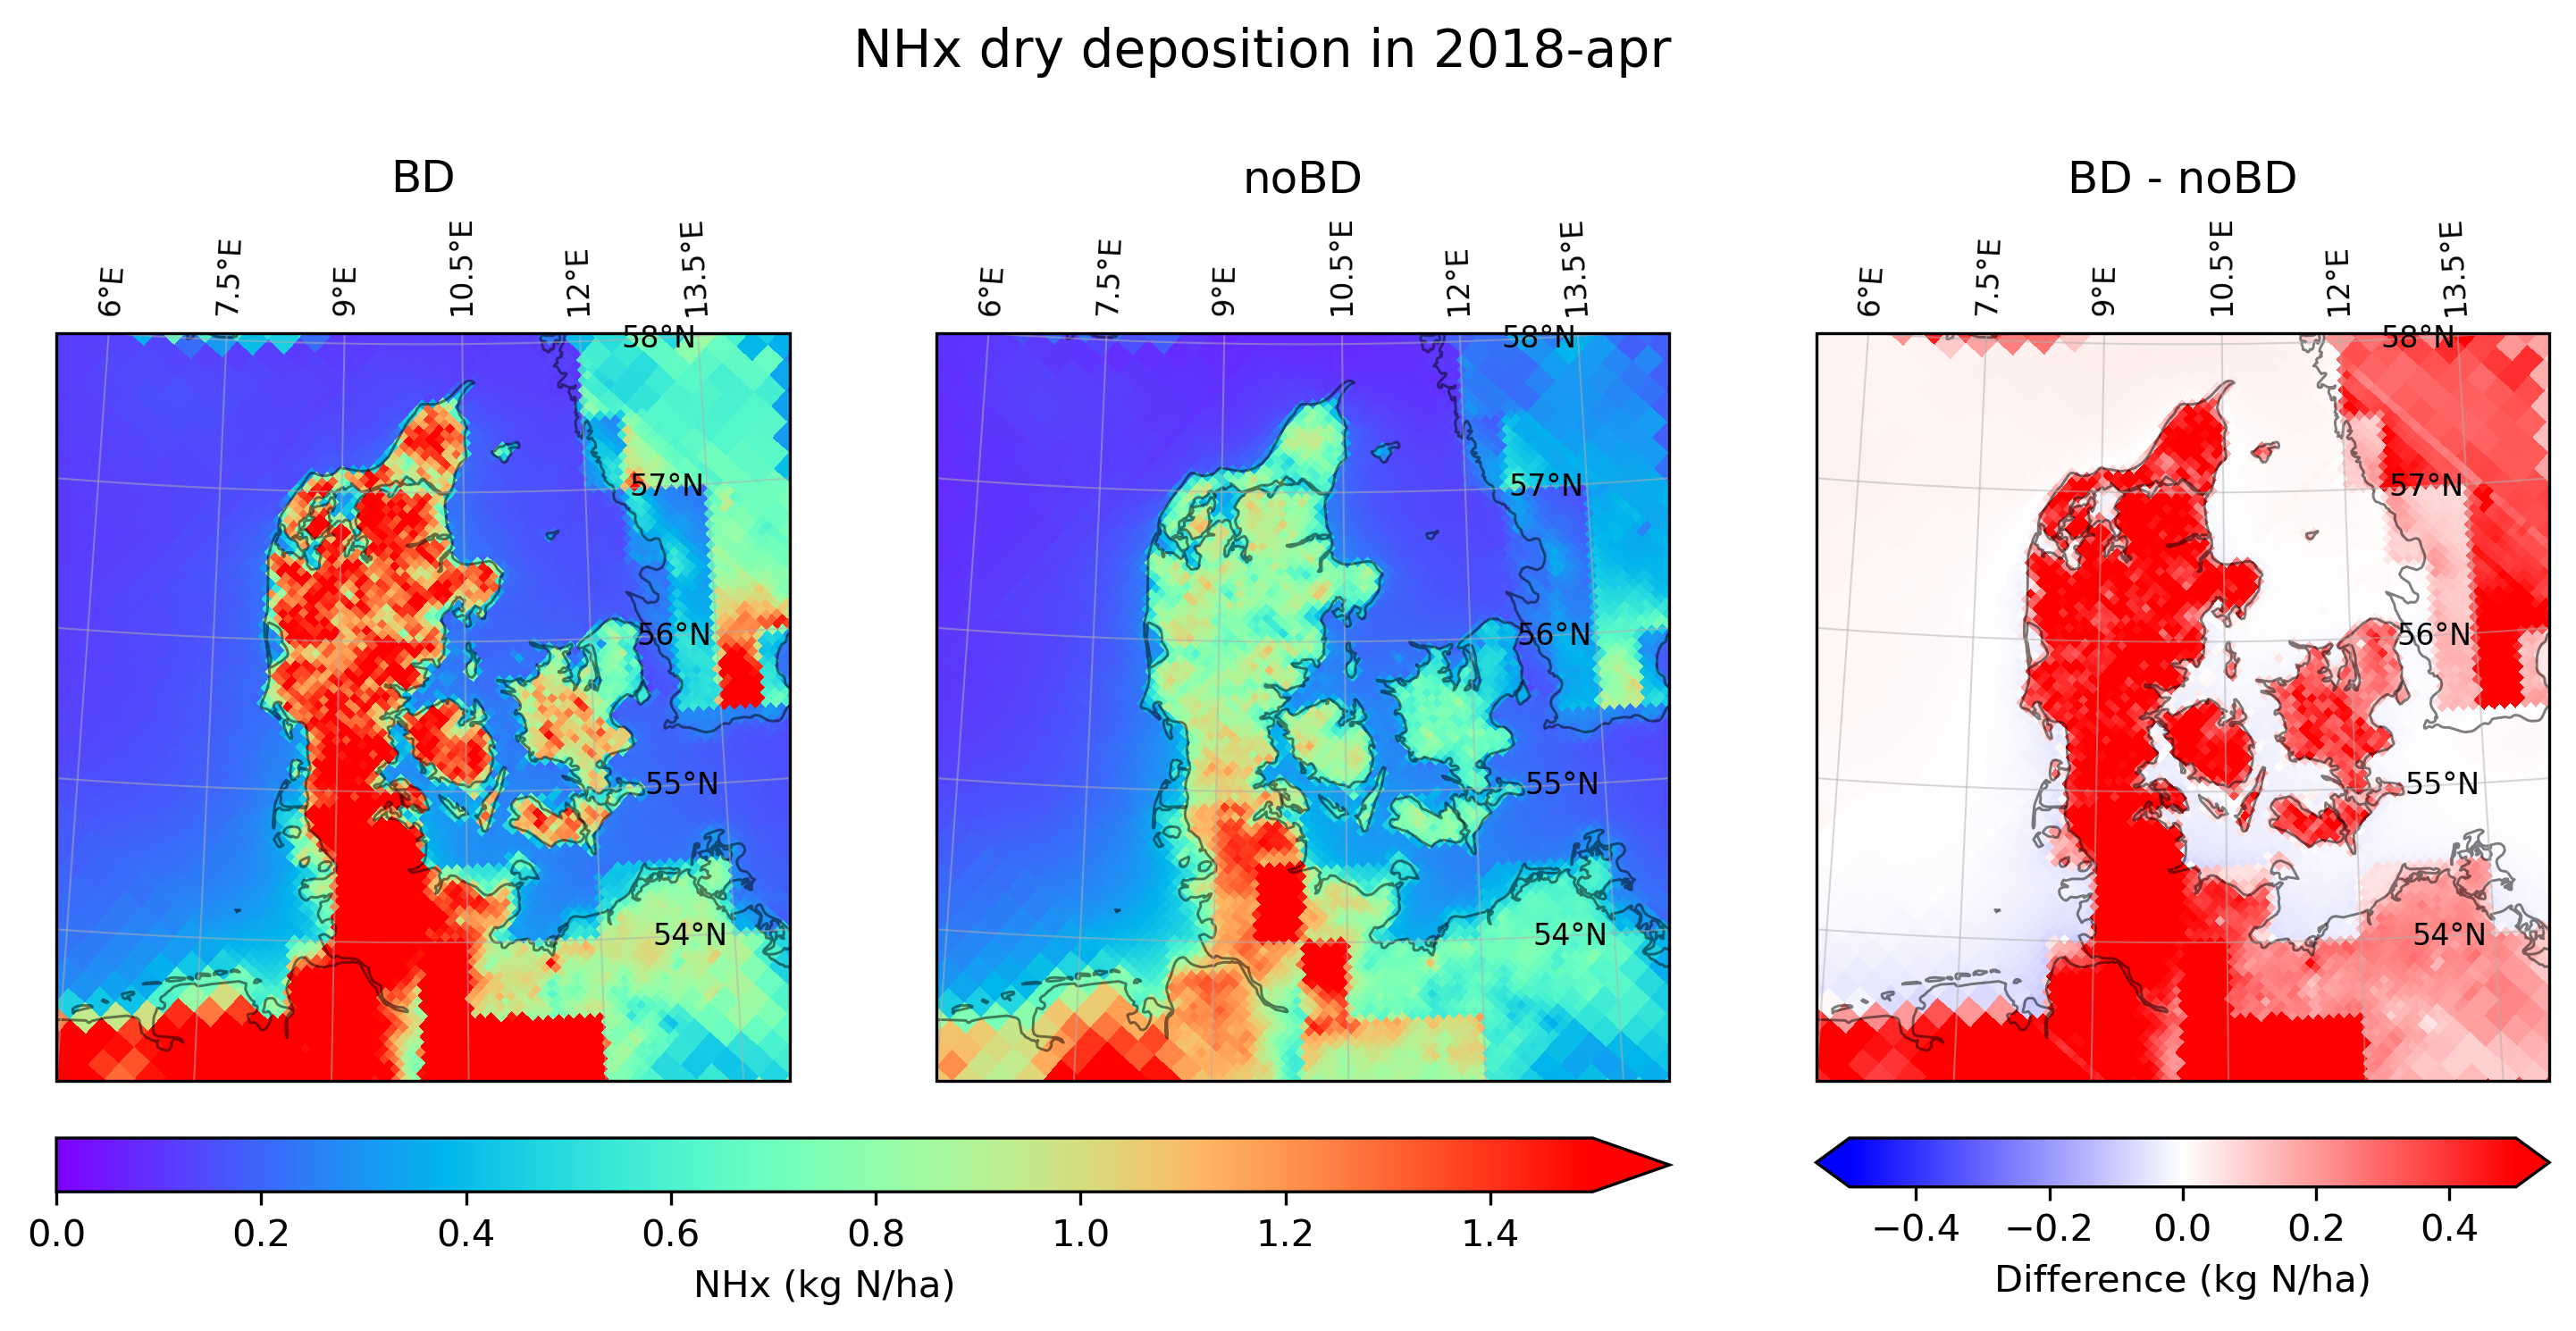 NHx dry deposition in 2018-apr
BD
noBD
BD - noBD
6°E 7.5°E 9°E 10.5°E 12°E 13.5°E
6°E 7.5°E 9°E 10.5°E 12°E 13.5°E
6°E 7.5°E 9°E 10.5°E 12°E 13.5°E
58°N 58°N 58°N
57°N 57°N 57°N
56°N 56°N 56°N
55°N 55°N 55°N
54°N 54°N 54°N
0.0 0.2 0.4 0.6 0.8 1.0 1.2 1.4
NHx (kg N/ha)
−0.4 −0.2 0.0 0.2 0.4
Difference (kg N/ha)